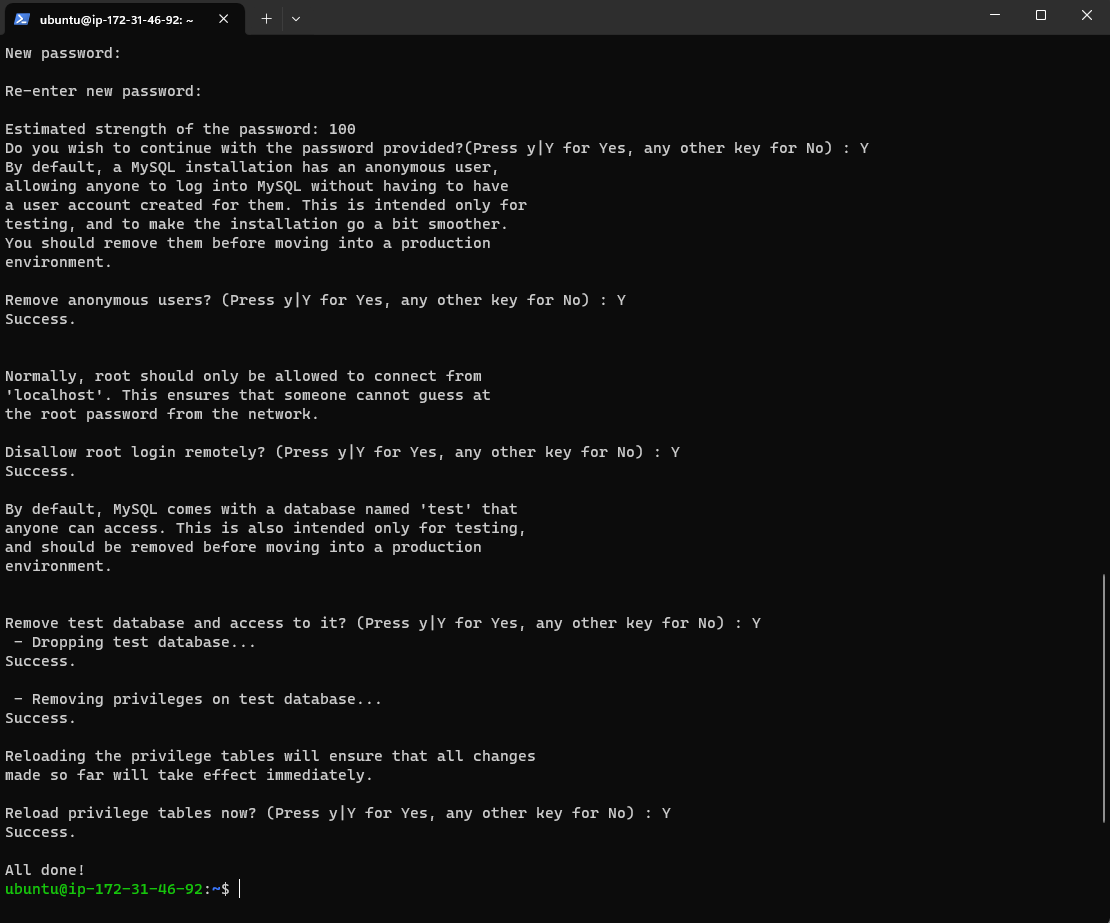 ubuntu@ip-172-31-46-92: ~
New password:
Re-enter new password:
Estimated strength of the password: 100
Do you wish to continue with the password provided?(Press y|Y for Yes, any other key for No) : Y
By default, a MySQL installation has an anonymous user,
allowing anyone to log into MySQL without having to have
a user account created for them. This is intended only for
testing, and to make the installation go a bit smoother.
You should remove them before moving into a production
environment.
Remove anonymous users? (Press y|Y for Yes, any other key for No) : Y
Success.
Normally, root should only be allowed to connect from
'localhost'. This ensures that someone cannot guess at
the root password from the network.
Disallow root login remotely? (Press y|Y for Yes, any other key for No) : Y
Success.
By default, MySQL comes with a database named 'test' that
anyone can access. This is also intended only for testing,
and should be removed before moving into a production
environment.
Remove test database and access to it? (Press y|Y for Yes, any other key for No) : Y
 - Dropping test database...
Success.
 - Removing privileges on test database...
Success.
Reloading the privilege tables will ensure that all changes
made so far will take effect immediately.
Reload privilege tables now? (Press y|Y for Yes, any other key for No) : Y
Success.
All done!
ubuntu@ip-172-31-46-92:~$